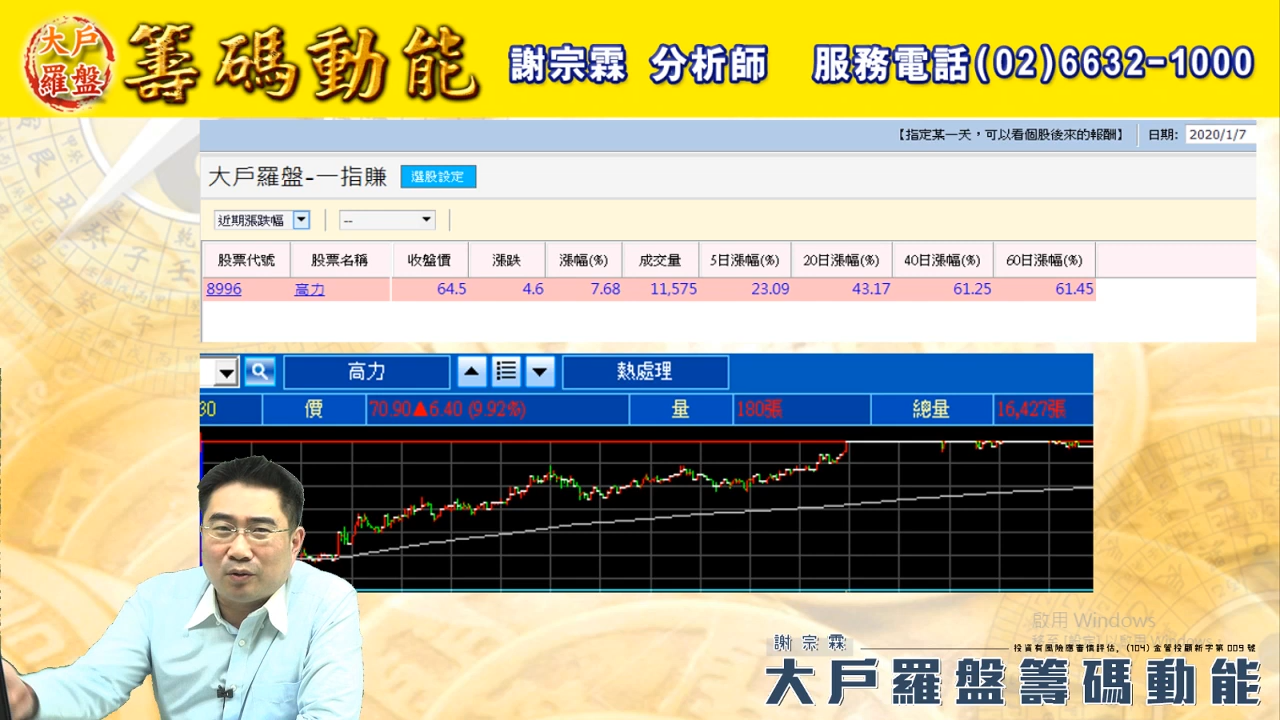 大戶
羅盤
籌碼動能
謝宗霖 分析師 服務電話(02)6632-1000
【指定某一天,可以看個股後來的報酬】 日期: 2020/1/7
大戶羅盤-一指賺 選股設定
近期漲跌幅 --
股票代號 股票名稱 收盤價 漲跌 漲幅(%) 成交量 5日漲幅(%) 20日漲幅(%) 40日漲幅(%) 60日漲幅(%)
8996 高力 64.5 4.6 7.68 11,575 23.09 43.17 61.25 61.45
高力 熱處理
30 價 70.90▲6.40 (9.92%) 量 180張 總量 16,427張
啟用 Windows
移至 [設定] 以啟用 Windows。
謝宗霖
投資有風險應審慎評估。(104)金管投顧新字第009號
大戶羅盤籌碼動能